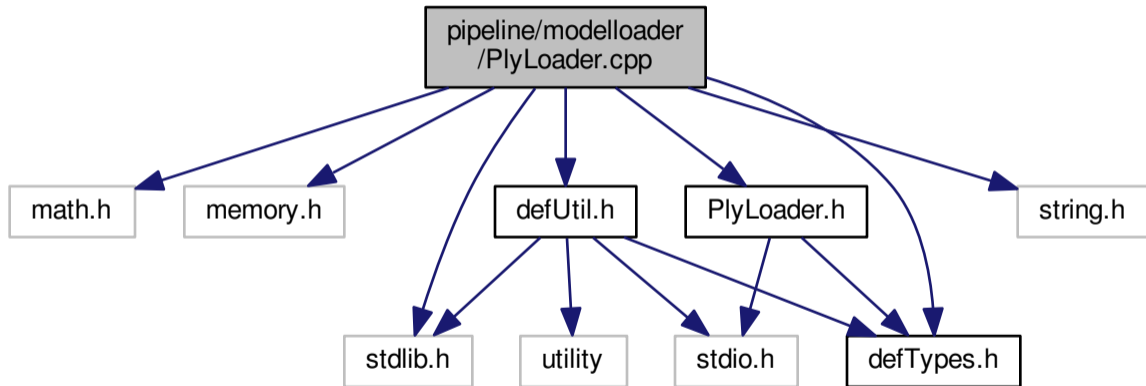 pipeline/modelloader
/PlyLoader.cpp
math.h
memory.h
defUtil.h
PlyLoader.h
string.h
stdlib.h
utility
stdio.h
defTypes.h